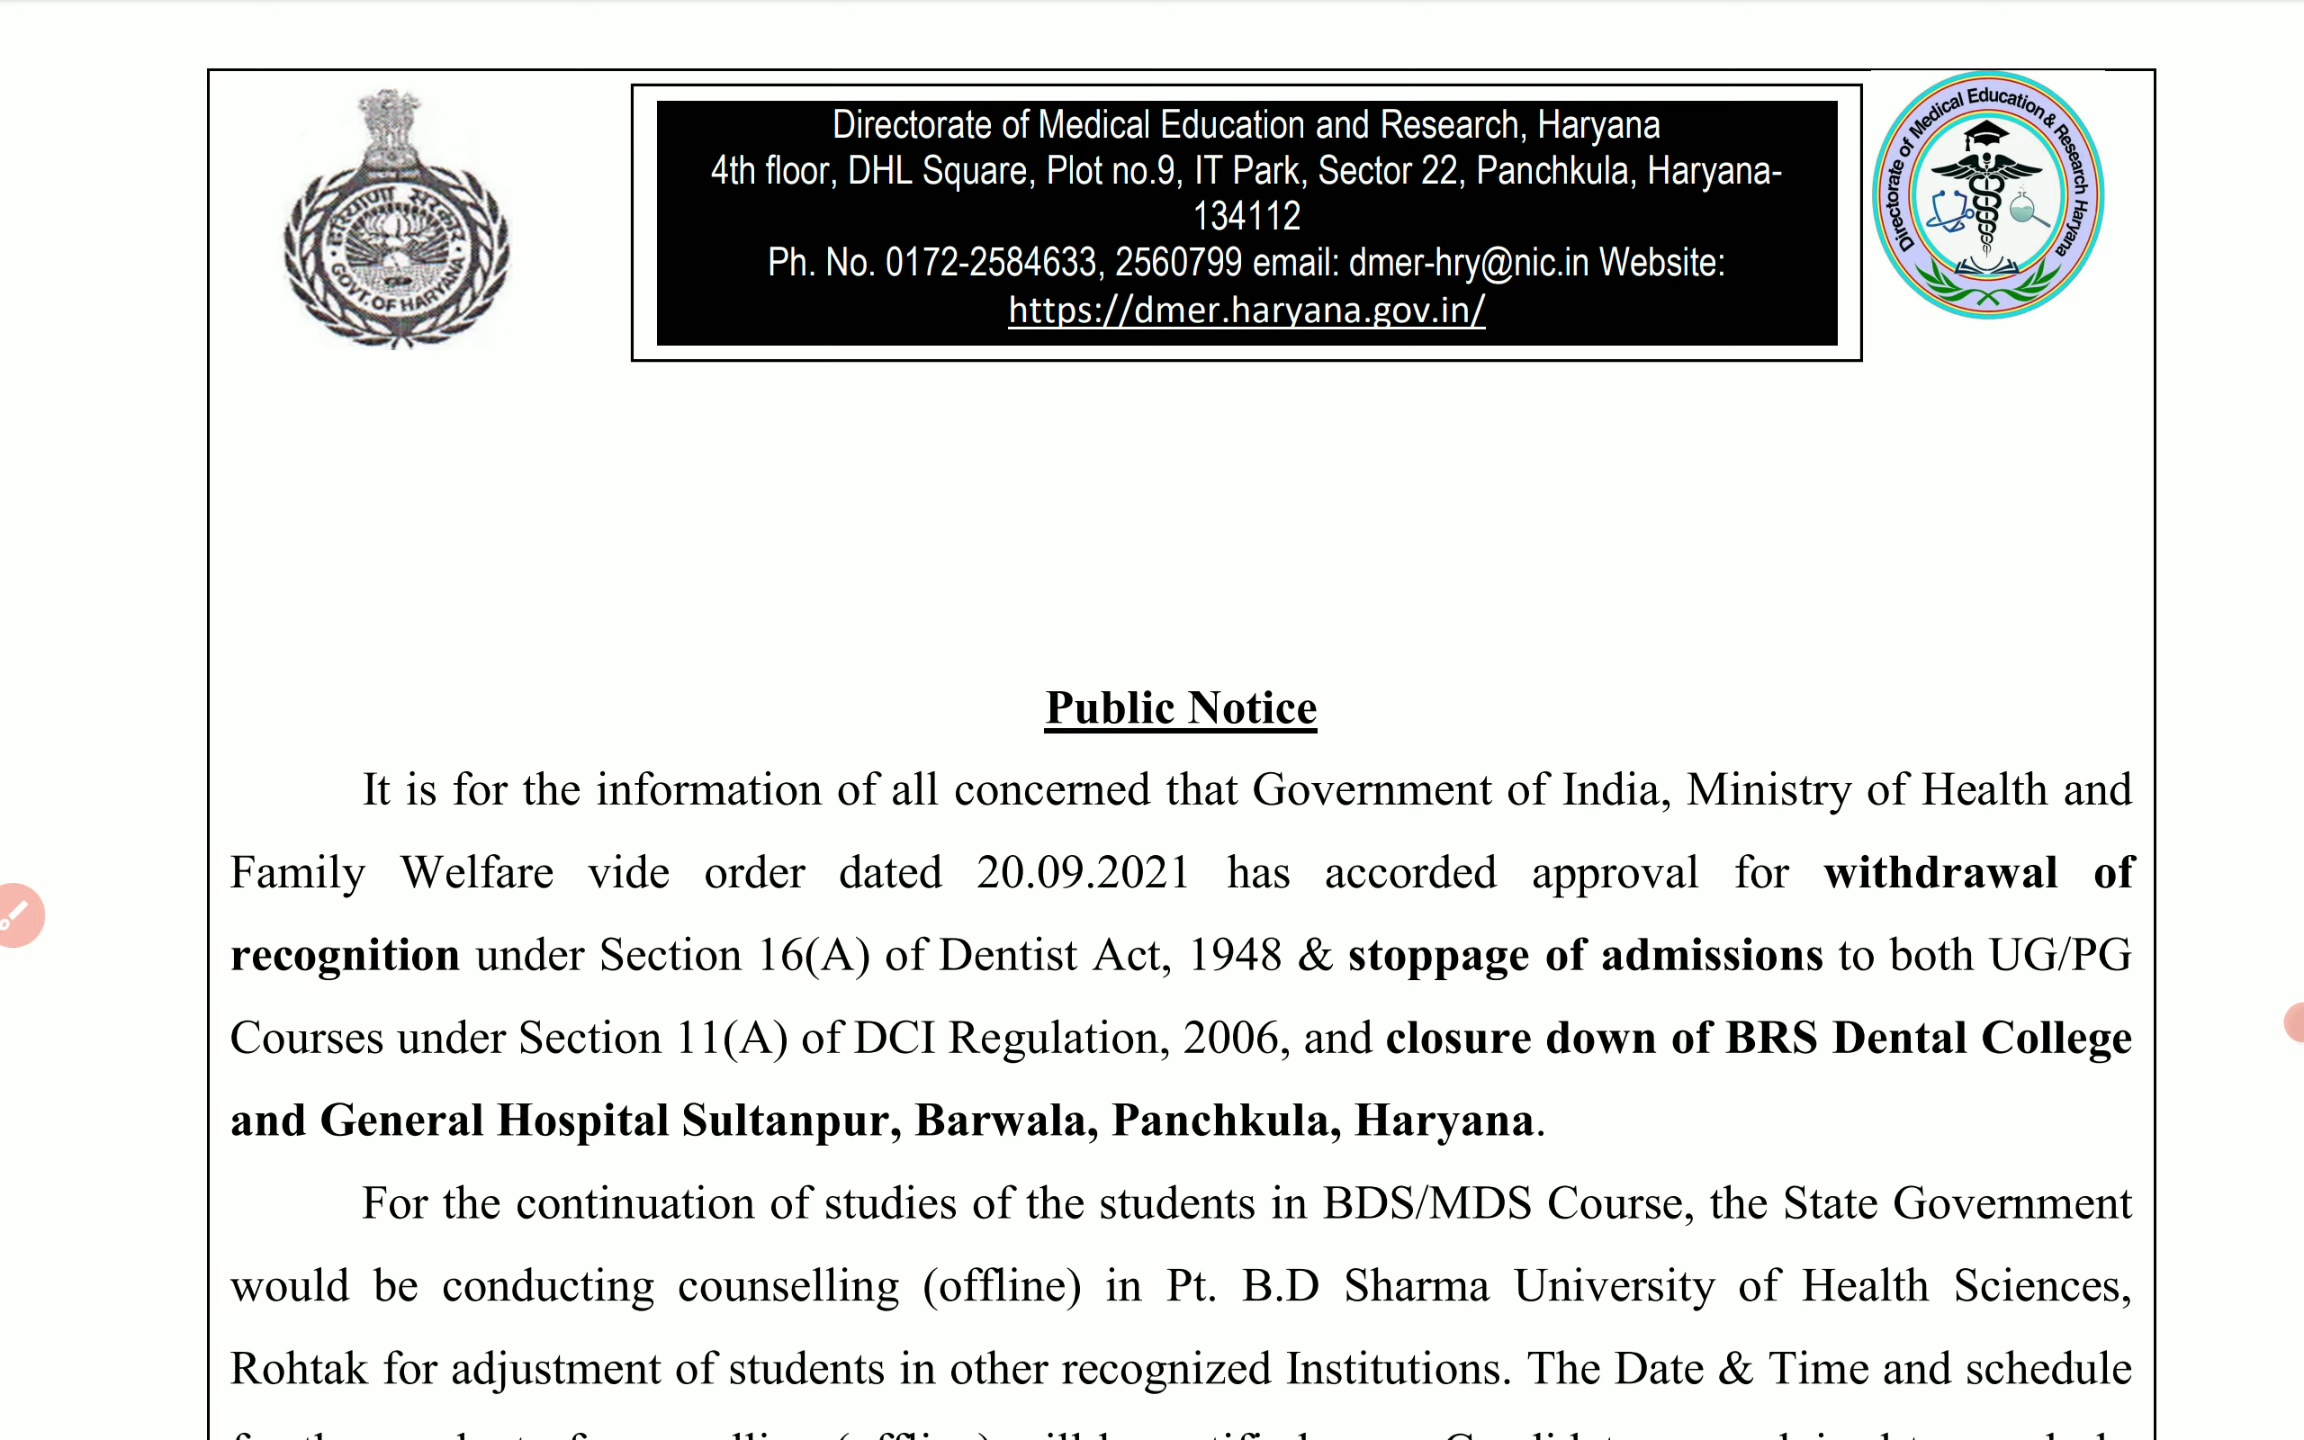 हरियाणा सरकार
GOVT. OF HARYANA
Directorate of Medical Education and Research, Haryana
4th floor, DHL Square, Plot no.9, IT Park, Sector 22, Panchkula, Haryana-
134112
Ph. No. 0172-2584633, 2560799 email: dmer-hry@nic.in Website:
https://dmer.haryana.gov.in/
Directorate of Medical Education & Research Haryana
Public Notice
It is for the information of all concerned that Government of India, Ministry of Health and
Family Welfare vide order dated 20.09.2021 has accorded approval for withdrawal of
recognition under Section 16(A) of Dentist Act, 1948 & stoppage of admissions to both UG/PG
Courses under Section 11(A) of DCI Regulation, 2006, and closure down of BRS Dental College
and General Hospital Sultanpur, Barwala, Panchkula, Haryana.
For the continuation of studies of the students in BDS/MDS Course, the State Government
would be conducting counselling (offline) in Pt. B.D Sharma University of Health Sciences,
Rohtak for adjustment of students in other recognized Institutions. The Date & Time and schedule